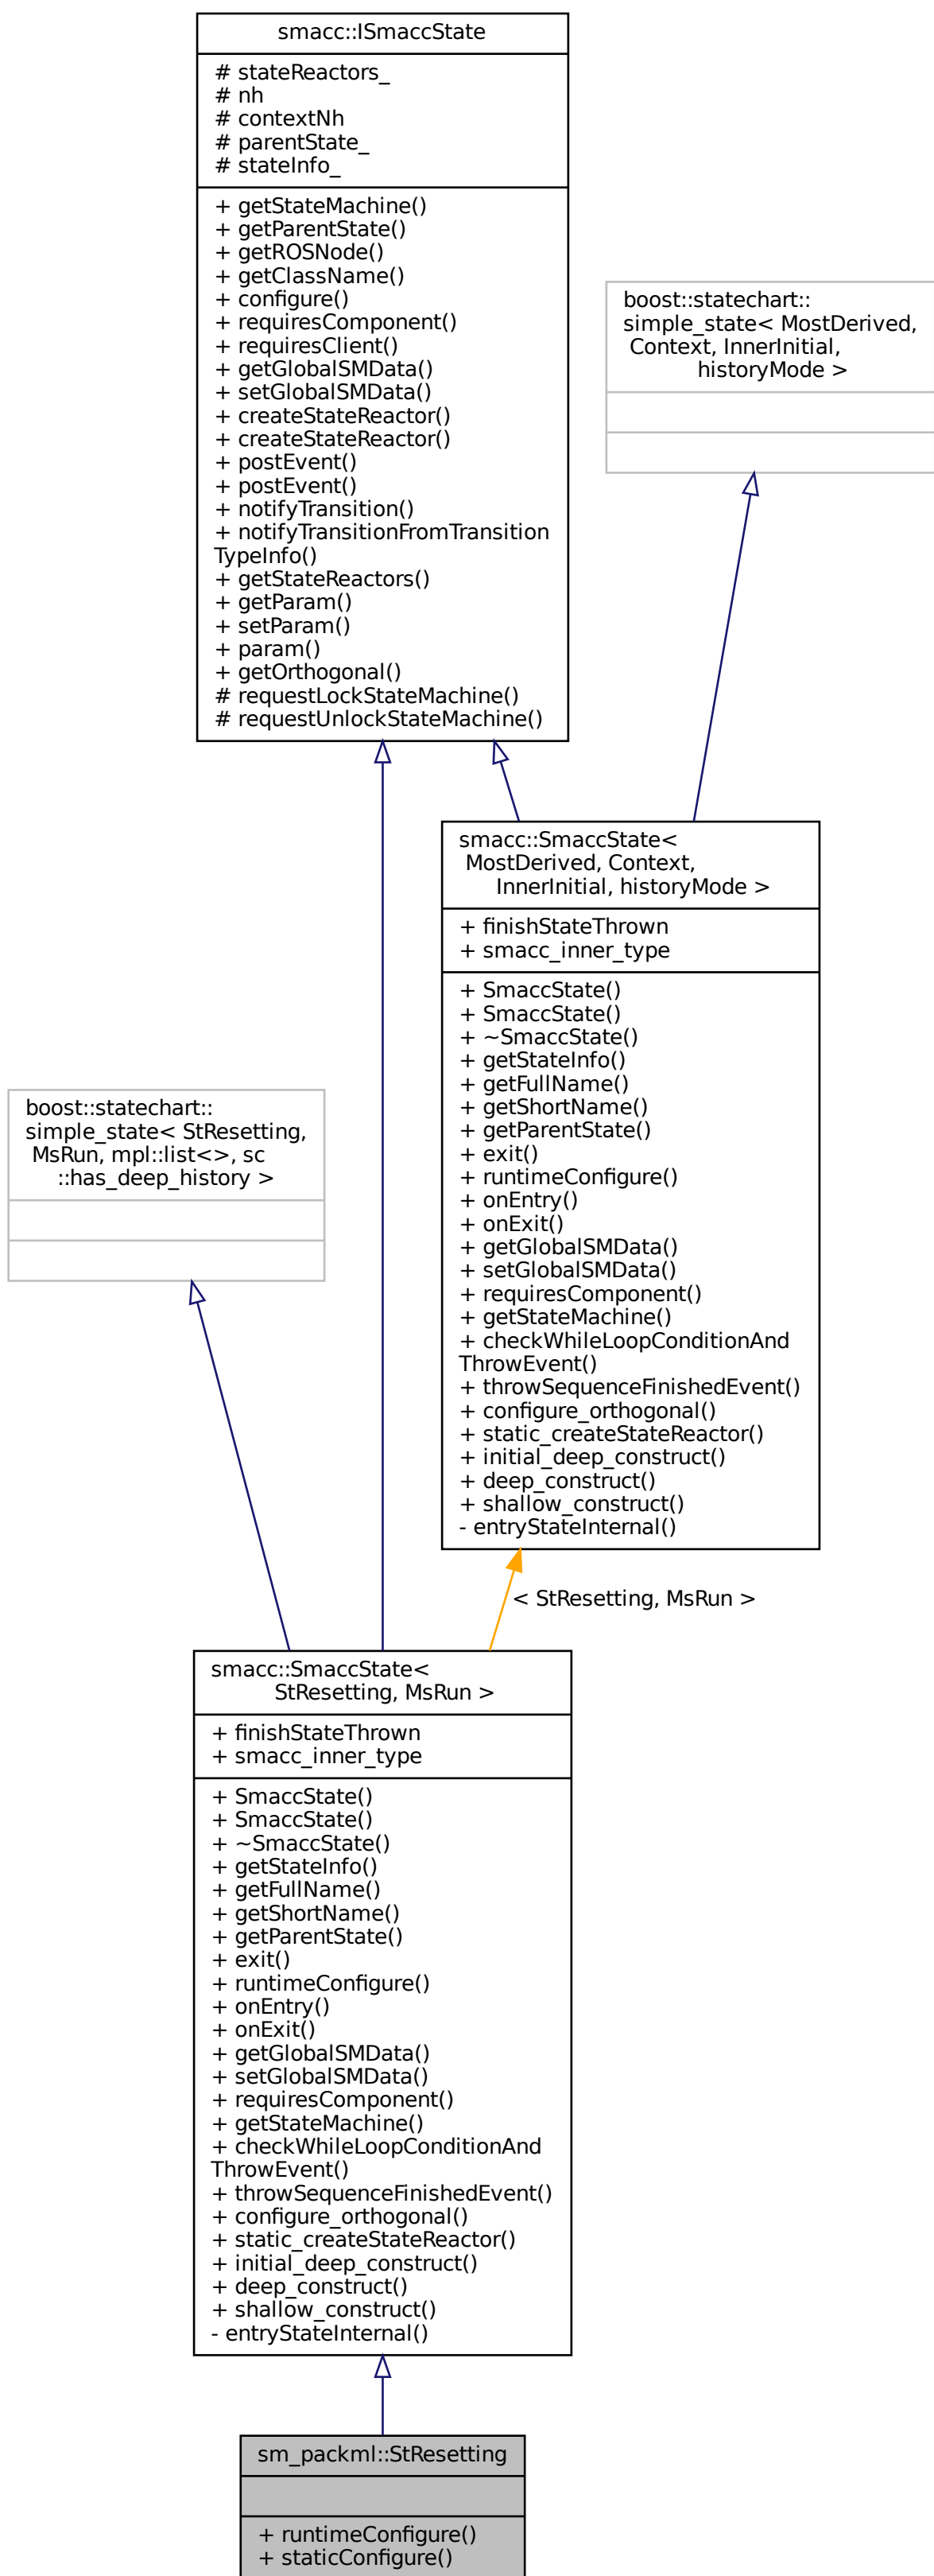 smacc::ISmaccState
# stateReactors_
# nh
# contextNh
# parentState_
# stateInfo_
+ getStateMachine()
+ getParentState()
+ getROSNode()
+ getClassName()
+ configure()
+ requiresComponent()
+ requiresClient()
+ getGlobalSMData()
+ setGlobalSMData()
+ createStateReactor()
+ createStateReactor()
+ postEvent()
+ postEvent()
+ notifyTransition()
+ notifyTransitionFromTransition
TypeInfo()
+ getStateReactors()
+ getParam()
+ setParam()
+ param()
+ getOrthogonal()
# requestLockStateMachine()
# requestUnlockStateMachine()
boost::statechart::
simple_state< MostDerived,
Context, InnerInitial,
historyMode >
smacc::SmaccState<
MostDerived, Context,
InnerInitial, historyMode >
+ finishStateThrown
+ smacc_inner_type
+ SmaccState()
+ SmaccState()
+ ~SmaccState()
+ getStateInfo()
+ getFullName()
+ getShortName()
+ getParentState()
+ exit()
+ runtimeConfigure()
+ onEntry()
+ onExit()
+ getGlobalSMData()
+ setGlobalSMData()
+ requiresComponent()
+ getStateMachine()
+ checkWhileLoopConditionAnd
ThrowEvent()
+ throwSequenceFinishedEvent()
+ configure_orthogonal()
+ static_createStateReactor()
+ initial_deep_construct()
+ deep_construct()
+ shallow_construct()
- entryStateInternal()
boost::statechart::
simple_state< StResetting,
MsRun, mpl::list<>, sc
::has_deep_history >
< StResetting, MsRun >
smacc::SmaccState<
StResetting, MsRun >
+ finishStateThrown
+ smacc_inner_type
+ SmaccState()
+ SmaccState()
+ ~SmaccState()
+ getStateInfo()
+ getFullName()
+ getShortName()
+ getParentState()
+ exit()
+ runtimeConfigure()
+ onEntry()
+ onExit()
+ getGlobalSMData()
+ setGlobalSMData()
+ requiresComponent()
+ getStateMachine()
+ checkWhileLoopConditionAnd
ThrowEvent()
+ throwSequenceFinishedEvent()
+ configure_orthogonal()
+ static_createStateReactor()
+ initial_deep_construct()
+ deep_construct()
+ shallow_construct()
- entryStateInternal()
sm_packml::StResetting
+ runtimeConfigure()
+ staticConfigure()